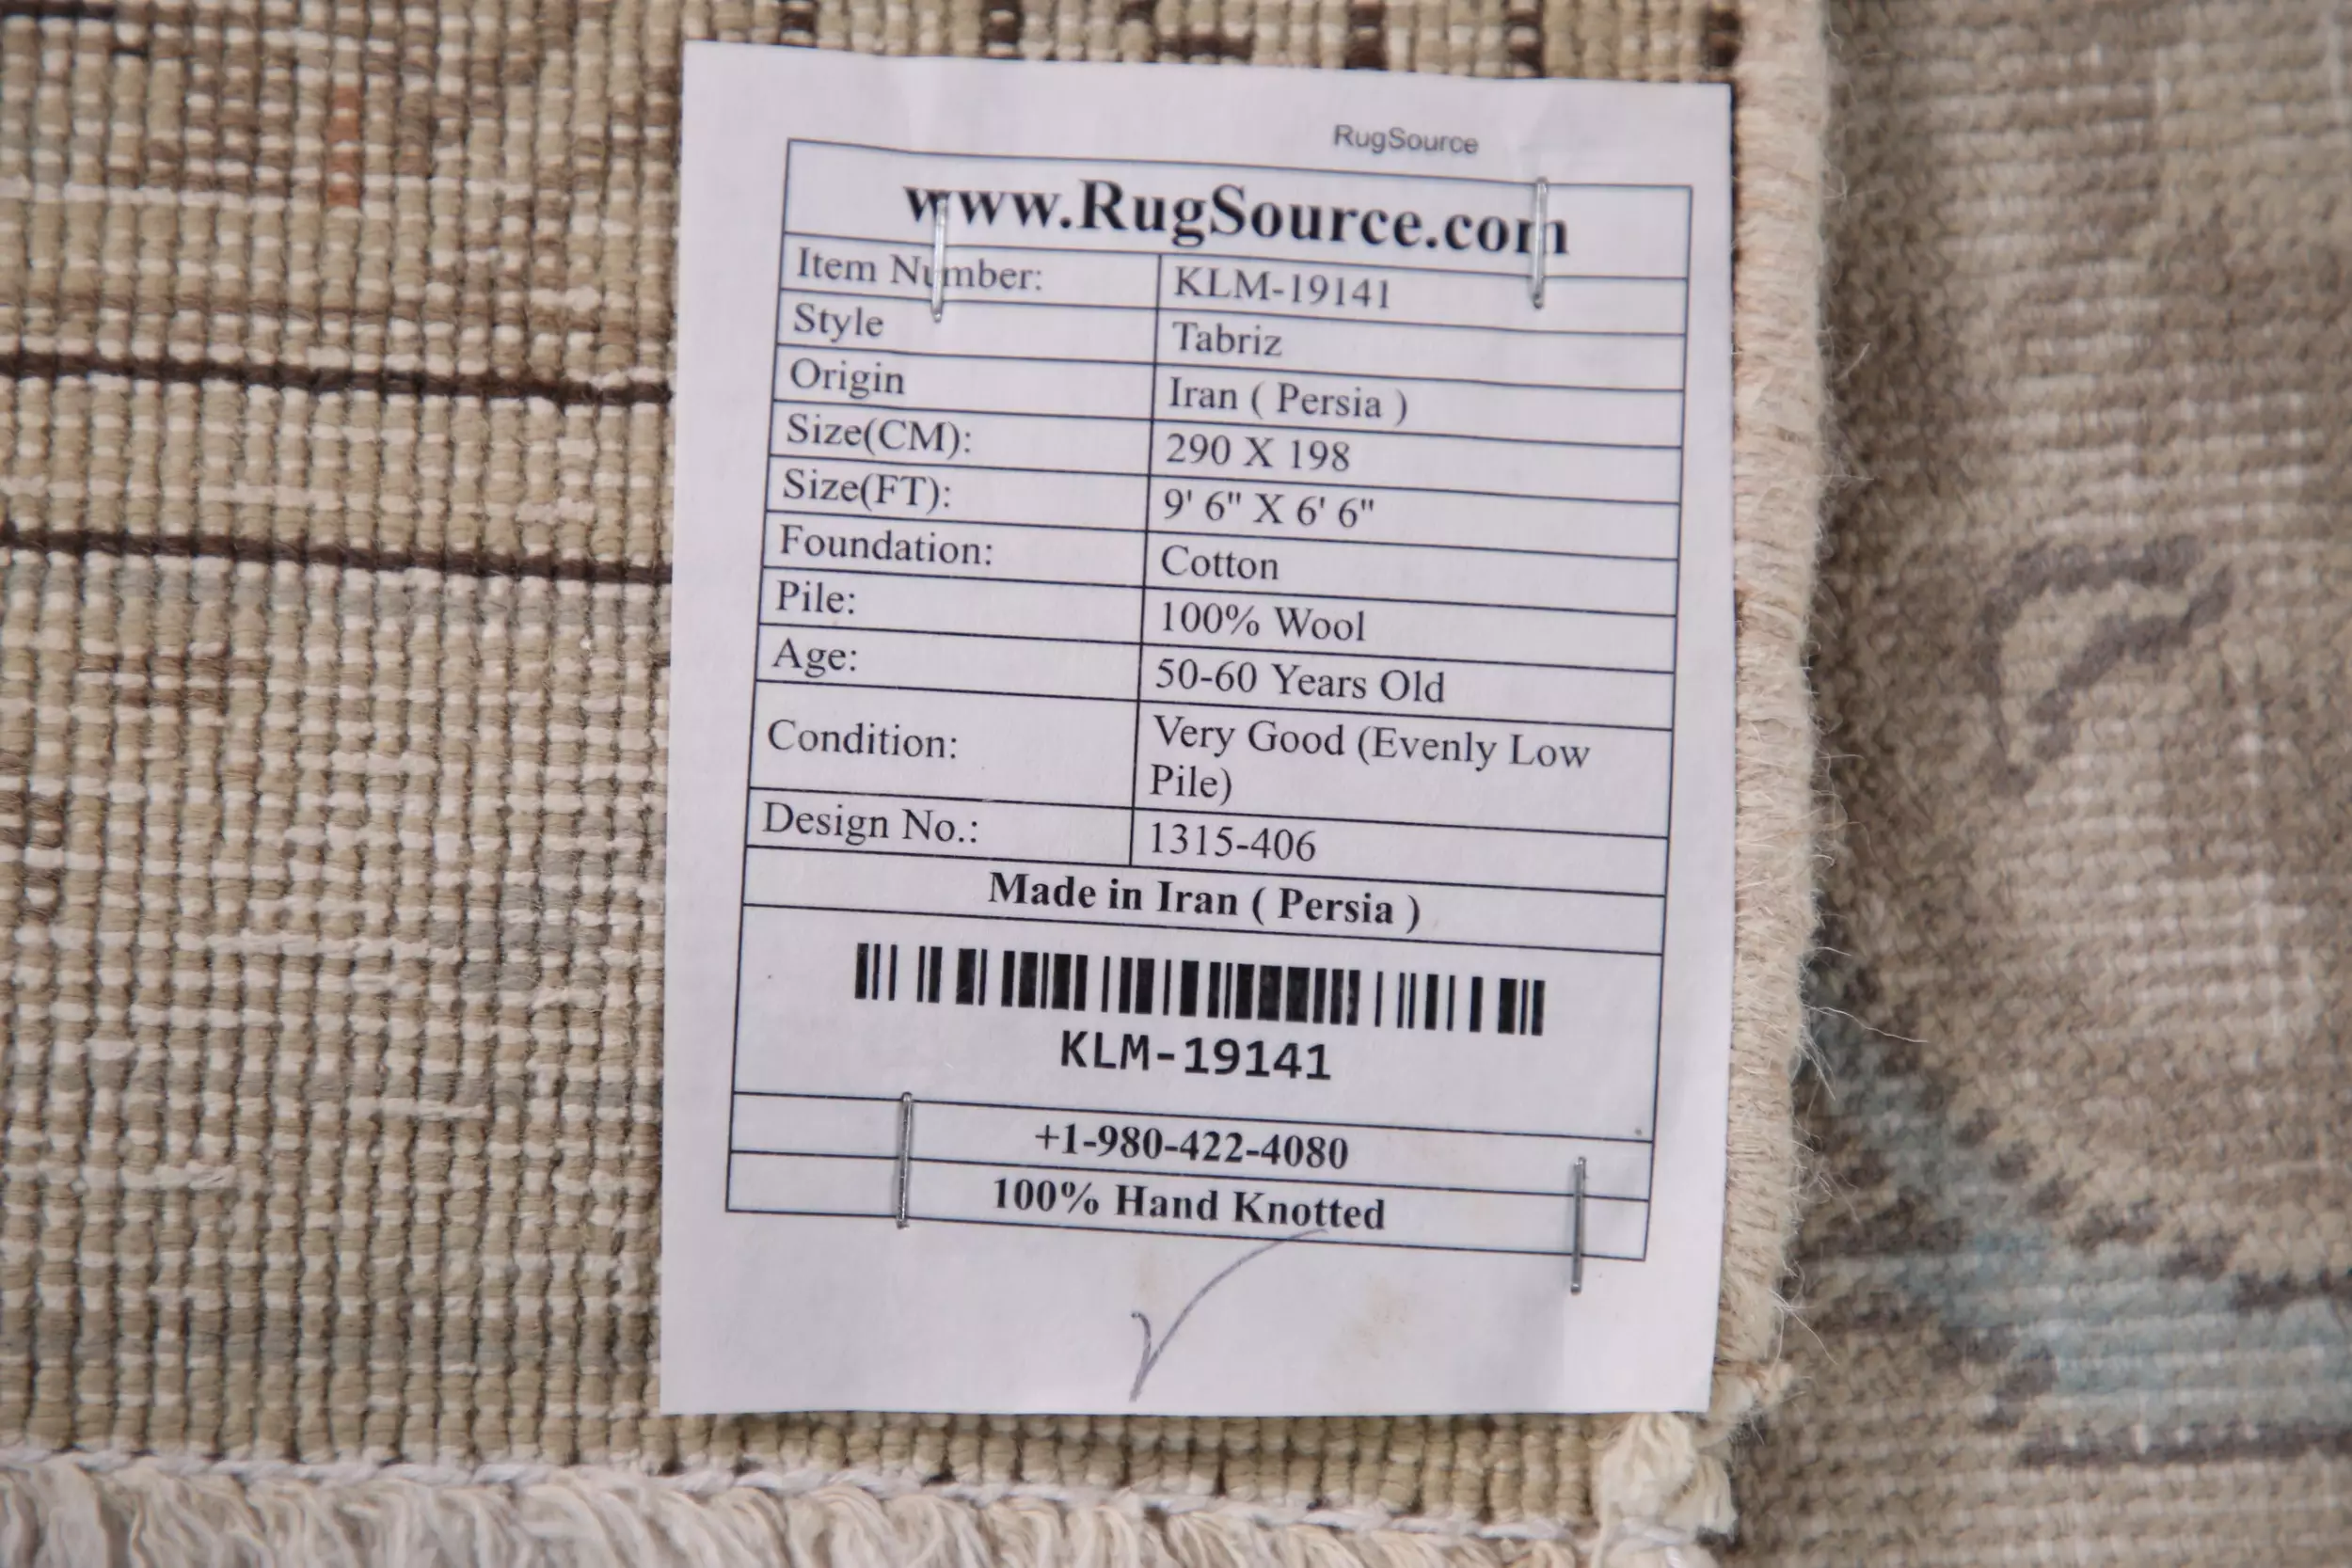 RugSource
www.RugSource.com
Item Number: KLM-19141
Style Tabriz
Origin Iran ( Persia )
Size(CM): 290 X 198
Size(FT): 9' 6" X 6' 6"
Foundation: Cotton
Pile: 100% Wool
Age: 50-60 Years Old
Condition: Very Good (Evenly Low
Pile)
Design No.: 1315-406
Made in Iran ( Persia )
KLM-19141
+1-980-422-4080
100% Hand Knotted